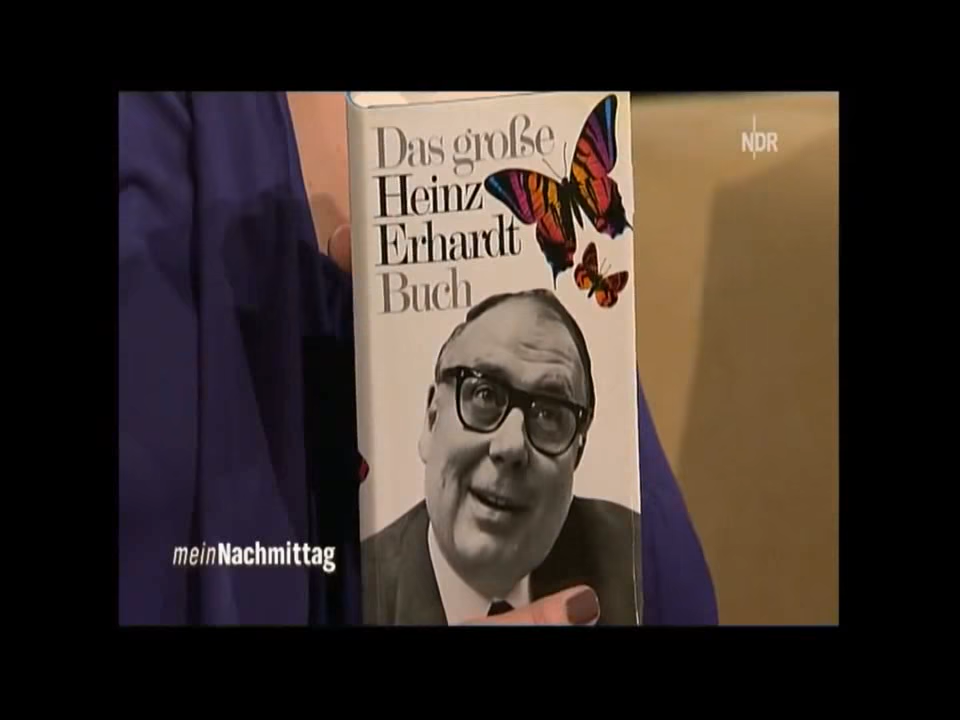 Das große
Heinz
Erhardt
Buch
NDR
meinNachmittag